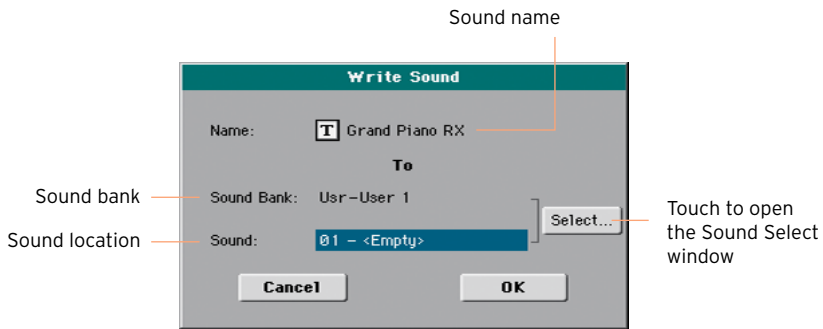 Sound name
Write Sound
Name: T Grand Piano RX
To
Sound bank
Sound Bank: Usr-User 1
Select...
Sound location
Sound: 01 - <Empty>
Touch to open
the Sound Select
window
Cancel OK